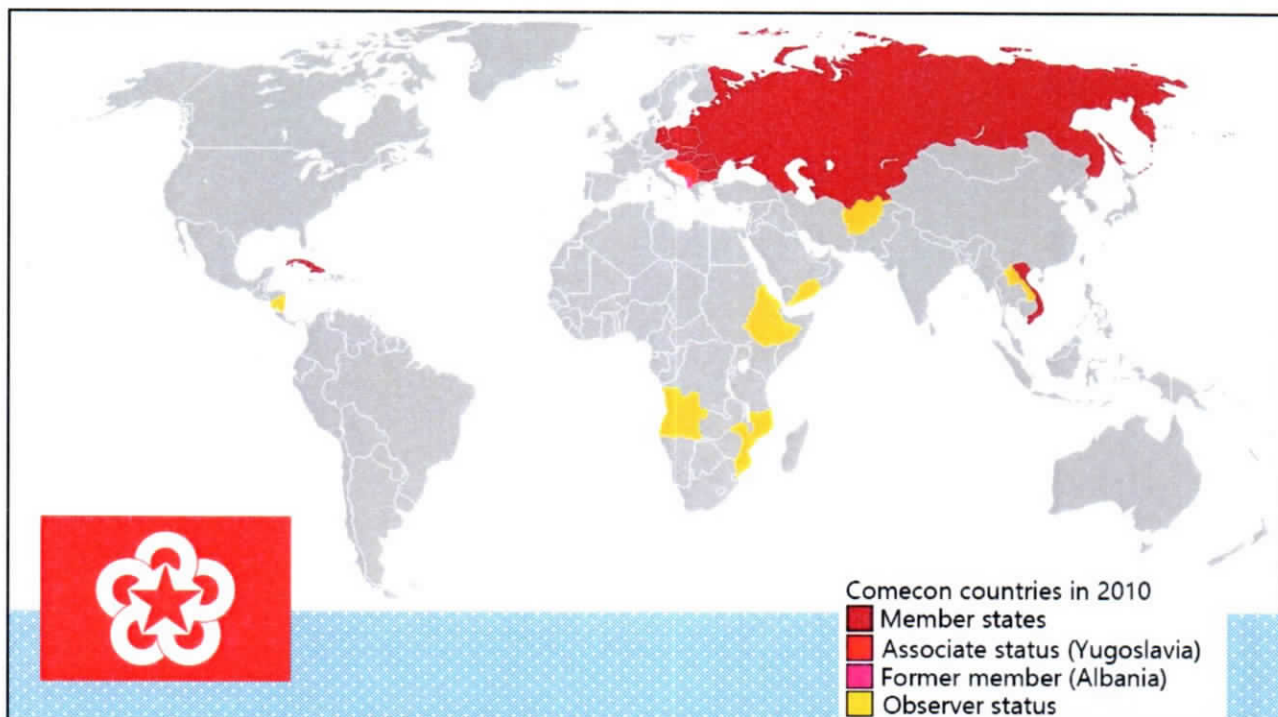 Comecon countries in 2010
Member states
Associate status (Yugoslavia)
Former member (Albania)
Observer status